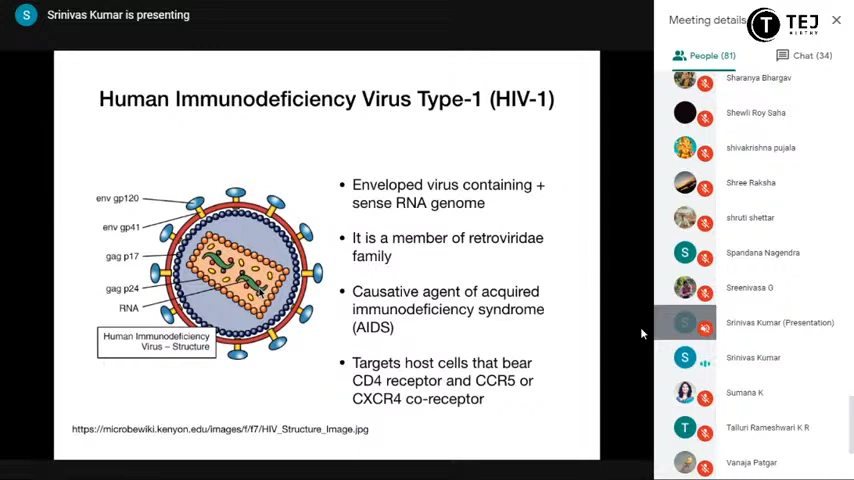 Srinivas Kumar is presenting
Human Immunodeficiency Virus Type-1 (HIV-1)
env gp120
env gp41
gag p17
gag p24
RNA
Human Immunodeficiency
Virus – Structure
• Enveloped virus containing +
sense RNA genome
• It is a member of retroviridae
family
• Causative agent of acquired
immunodeficiency syndrome
(AIDS)
• Targets host cells that bear
CD4 receptor and CCR5 or
CXCR4 co-receptor
https://microbewiki.kenyon.edu/images/f/f7/HIV_Structure_Image.jpg
Meeting details
T TEJ
People (81)
Chat (34)
Sharanya Bhargav
Shewli Roy Saha
shivakrishna pujala
Shree Raksha
shruti shettar
S Spandana Nagendra
Sreenivasa G
S Srinivas Kumar (Presentation)
S Srinivas Kumar
Sumana K
T Talluri Rameshwari K R
Vanaja Patgar